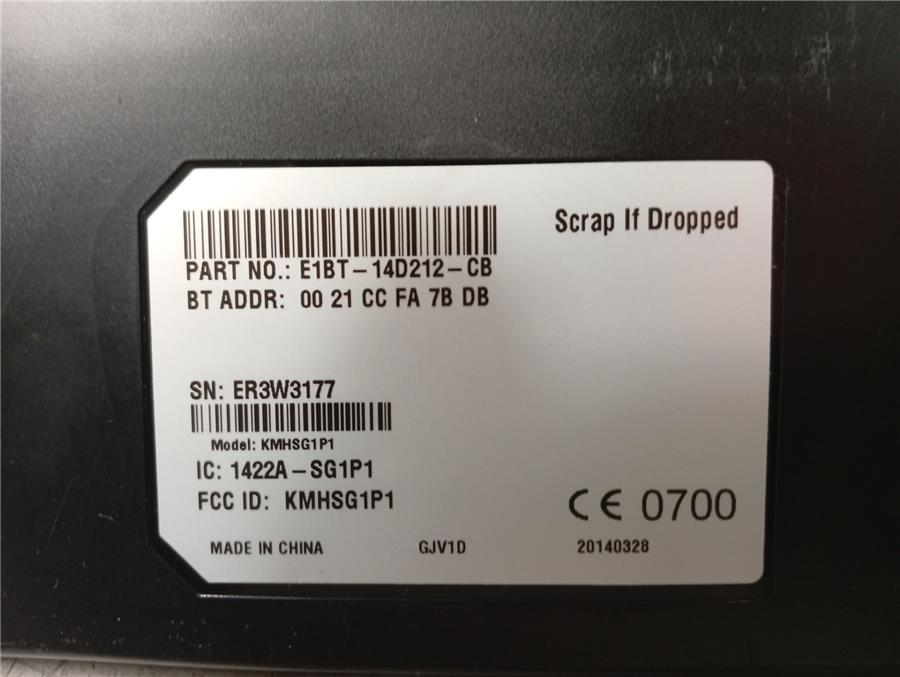 Scrap If Dropped
PART NO.: E1BT-14D212-CB
BT ADDR: 00 21 CC FA 7B DB
SN: ER3W3177
Model: KMHSG1P1
IC: 1422A-SG1P1
FCC ID: KMHSG1P1
CE 0700
MADE IN CHINA GJV1D 20140328